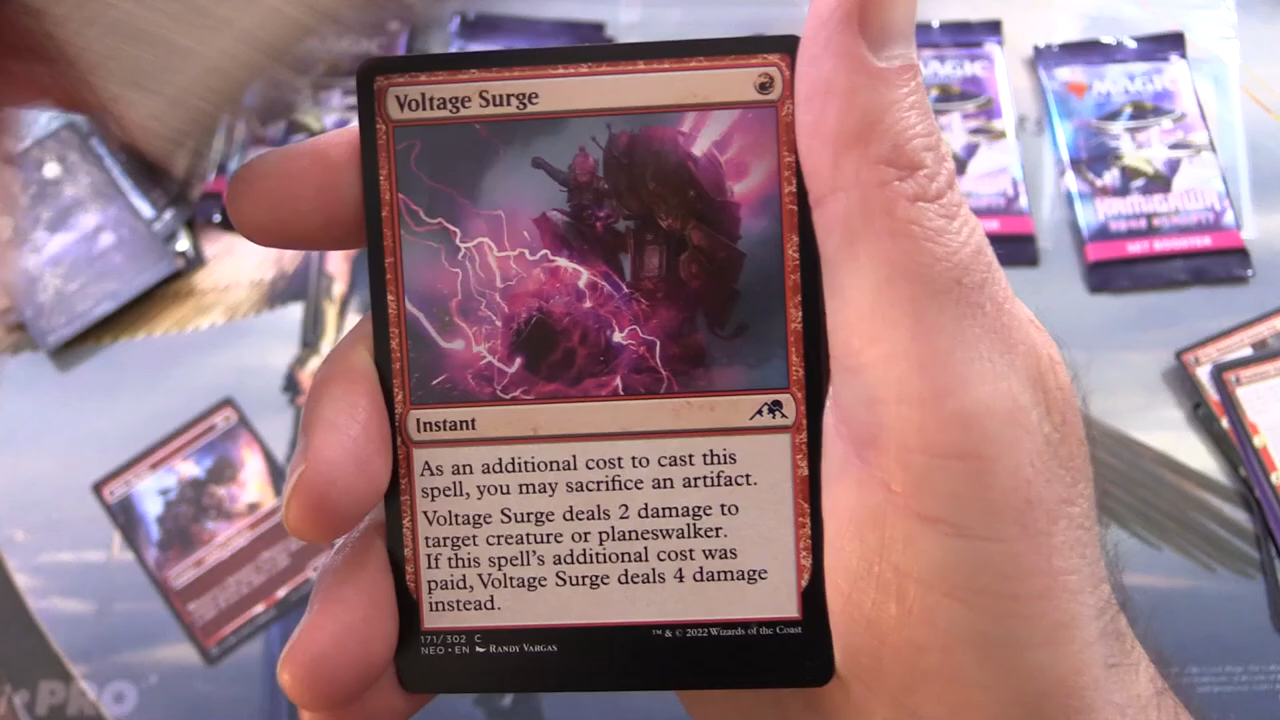 Voltage Surge
Instant
As an additional cost to cast this
spell, you may sacrifice an artifact.
Voltage Surge deals 2 damage to
target creature or planeswalker.
If this spell's additional cost was
paid, Voltage Surge deals 4 damage
instead.
171/302 C
NEO • EN RANDY VARGAS
™ & © 2022 Wizards of the Coast
MAGIC
MAGIC
KAMIGAWA
SET BOOSTER
PRO